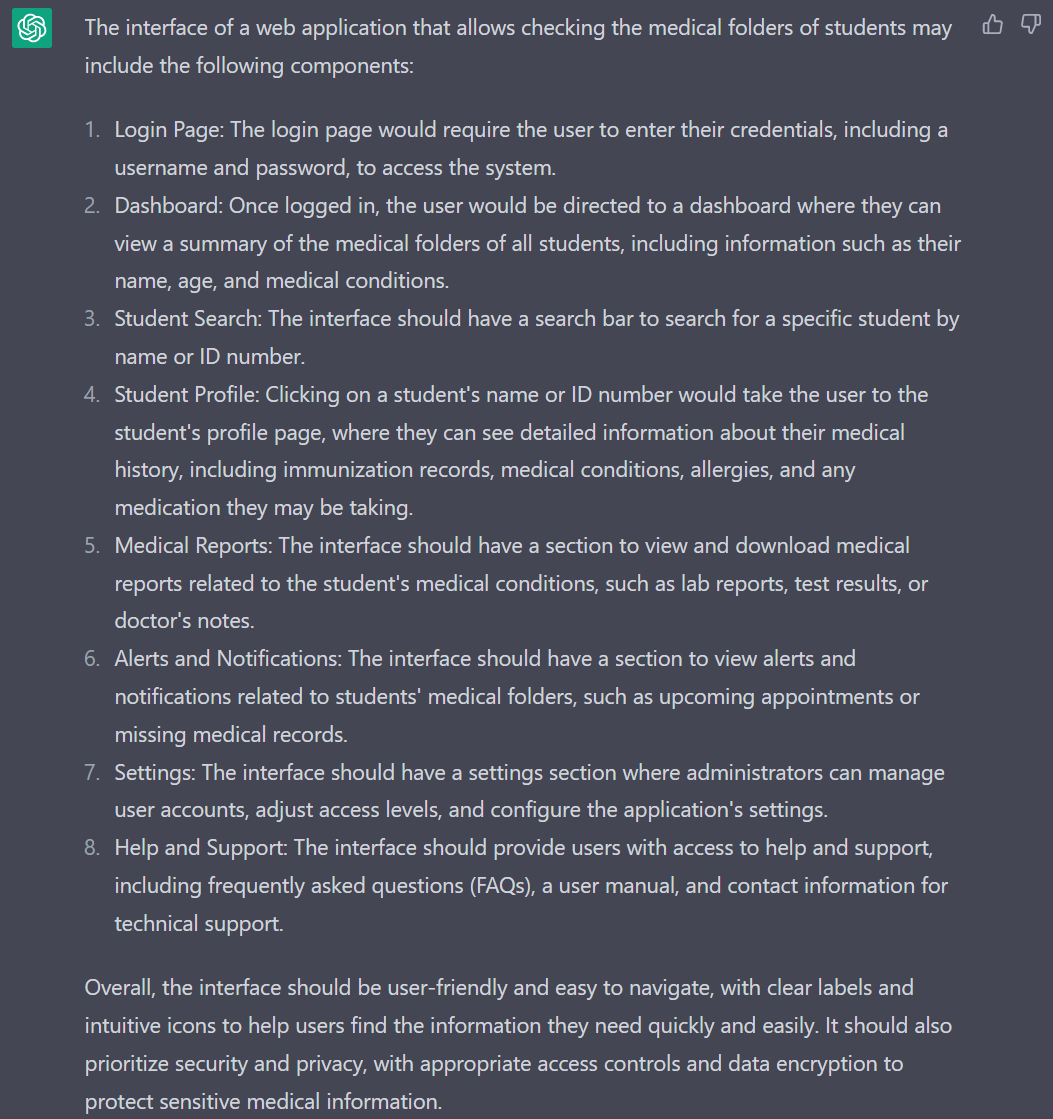 The interface of a web application that allows checking the medical folders of students may
include the following components:
1. Login Page: The login page would require the user to enter their credentials, including a
username and password, to access the system.
2. Dashboard: Once logged in, the user would be directed to a dashboard where they can
view a summary of the medical folders of all students, including information such as their
name, age, and medical conditions.
3. Student Search: The interface should have a search bar to search for a specific student by
name or ID number.
4. Student Profile: Clicking on a student's name or ID number would take the user to the
student's profile page, where they can see detailed information about their medical
history, including immunization records, medical conditions, allergies, and any
medication they may be taking.
5. Medical Reports: The interface should have a section to view and download medical
reports related to the student's medical conditions, such as lab reports, test results, or
doctor's notes.
6. Alerts and Notifications: The interface should have a section to view alerts and
notifications related to students' medical folders, such as upcoming appointments or
missing medical records.
7. Settings: The interface should have a settings section where administrators can manage
user accounts, adjust access levels, and configure the application's settings.
8. Help and Support: The interface should provide users with access to help and support,
including frequently asked questions (FAQs), a user manual, and contact information for
technical support.
Overall, the interface should be user-friendly and easy to navigate, with clear labels and
intuitive icons to help users find the information they need quickly and easily. It should also
prioritize security and privacy, with appropriate access controls and data encryption to
protect sensitive medical information.